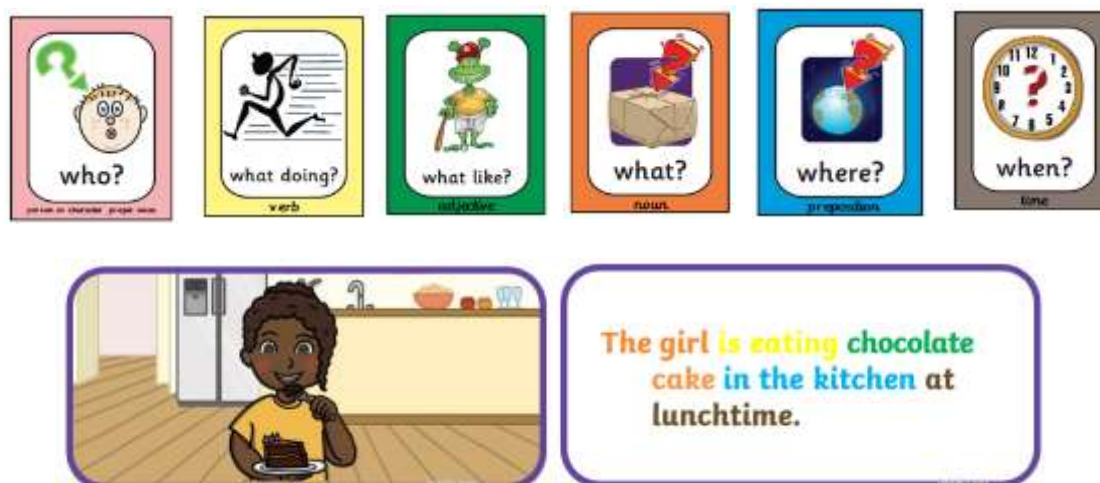 who?
what doing?
what like?
what?
where?
when?
person or character proper noun
verb
adjective
noun
preposition
time
The girl is eating chocolate
cake in the kitchen at
lunchtime.